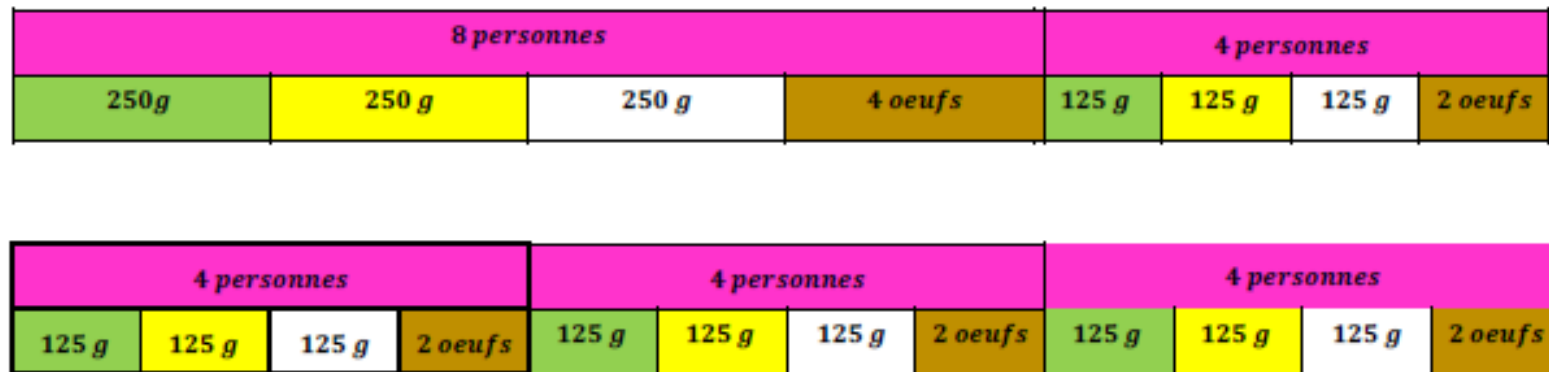 8 personnes 4 personnes
250g 250 g 250 g 4 oeufs 125 g 125 g 125 g 2 oeufs
4 personnes 4 personnes 4 personnes
125 g 125 g 125 g 2 oeufs 125 g 125 g 125 g 2 oeufs 125 g 125 g 125 g 2 oeufs